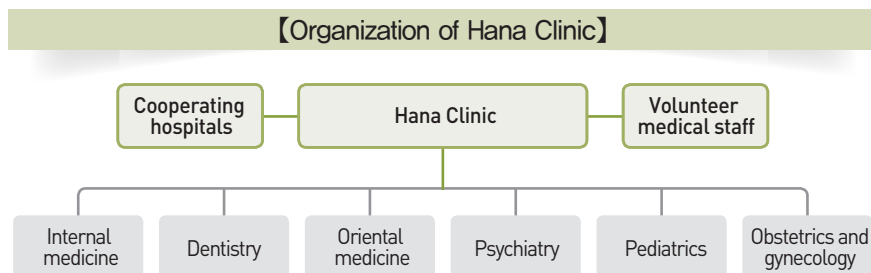 【Organization of Hana Clinic】
Cooperating
hospitals
Hana Clinic
Volunteer
medical staff
Internal
medicine
Dentistry
Oriental
medicine
Psychiatry
Pediatrics
Obstetrics and
gynecology